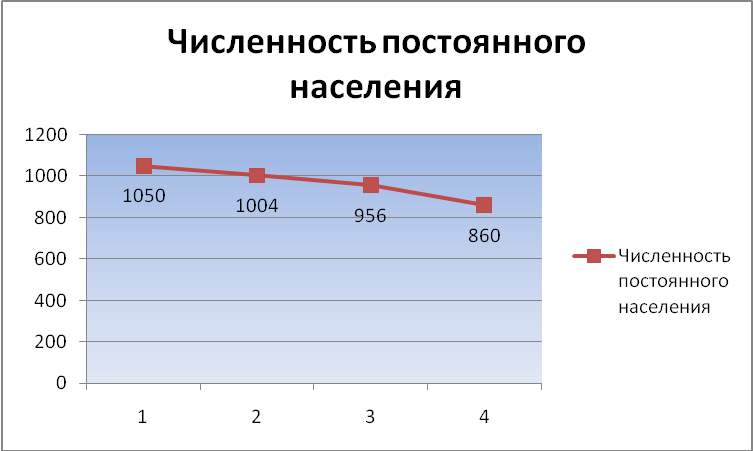 Численность постоянного
населения
1200
1000
800
600
400
200
0
1050
1004
956
860
1 2 3 4
Численность
постоянного
населения